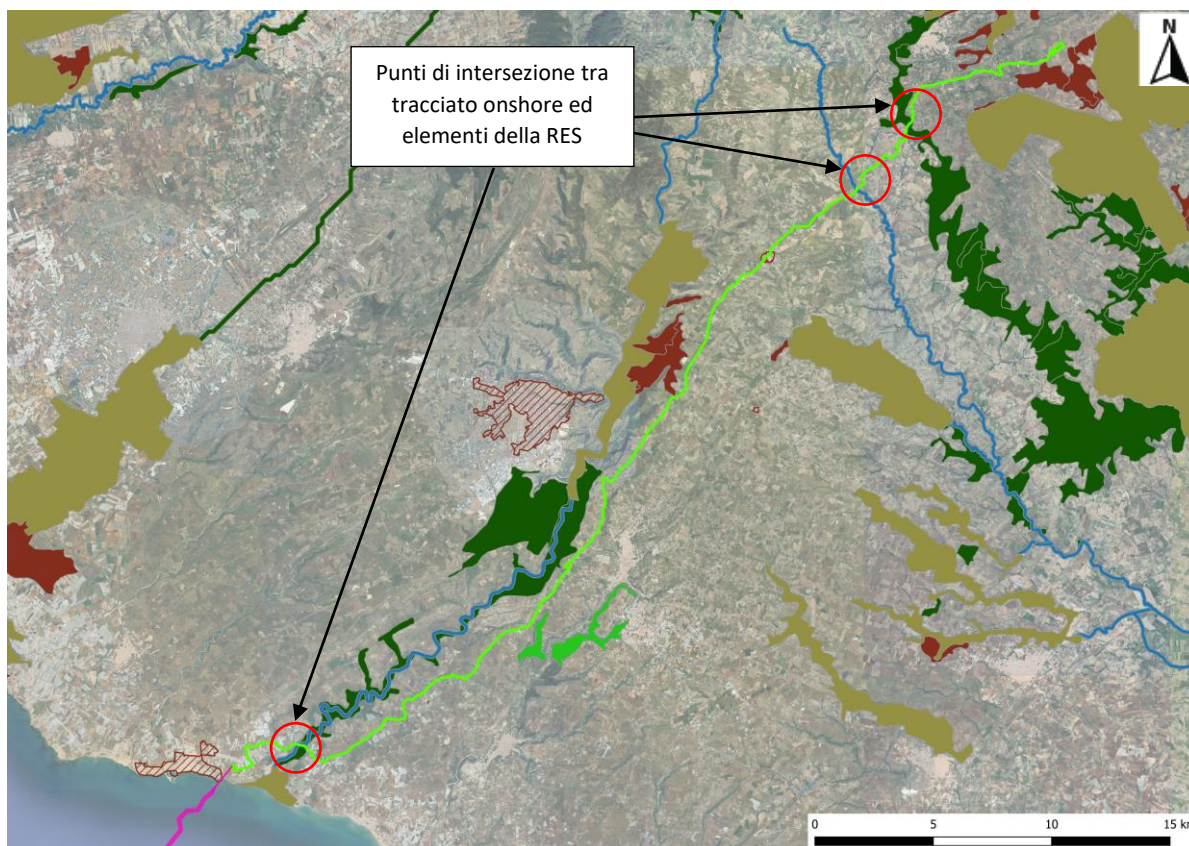 Punti di intersezione tra
tracciato onshore ed
elementi della RES
N
0 5 10 15 km